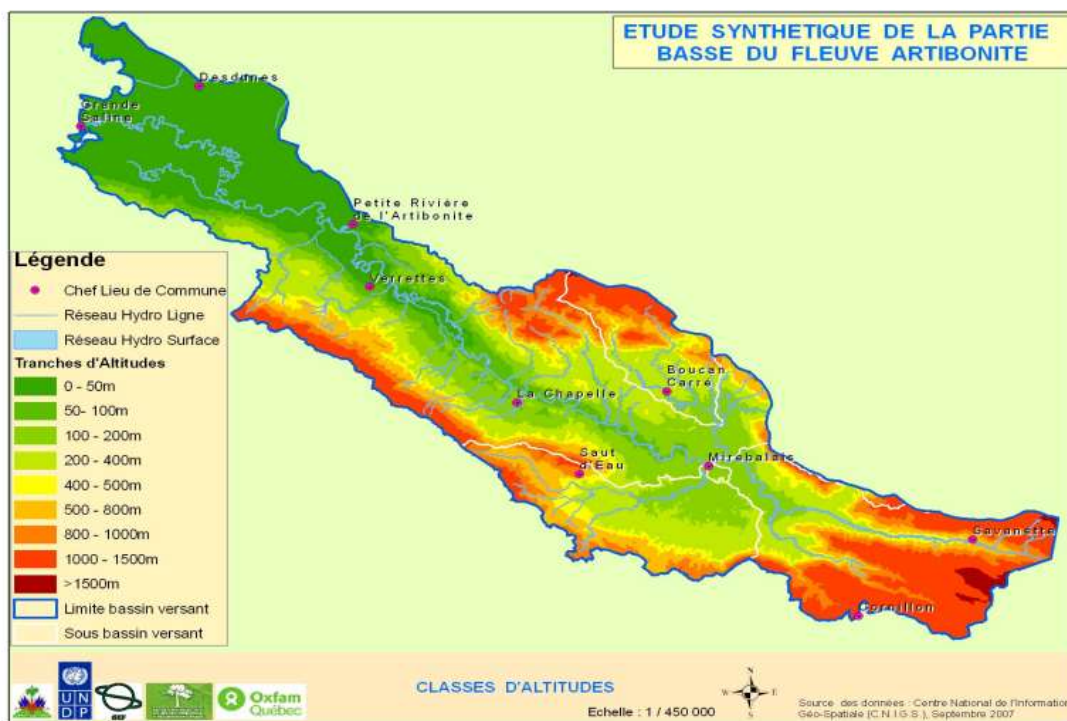 ETUDE SYNTHETIQUE DE LA PARTIE
BASSE DU FLEUVE ARTIBONITE
Desdunes
Grande
Saline
Petite Rivière
de l'Artibonite
Verrettes
Boucan
Carré
La Chapelle
Saut
d'Eau
Mirebalais
Savanette
Cornillon
Légende
Chef Lieu de Commune
Réseau Hydro Ligne
Réseau Hydro Surface
Tranches d'Altitudes
0 - 50m
50- 100m
100 - 200m
200 - 400m
400 - 500m
500 - 800m
800 - 1000m
1000 - 1500m
>1500m
Limite bassin versant
Sous bassin versant
U N
D P
GEF
Oxfam
Québec
CLASSES D'ALTITUDES
Echelle : 1 / 450 000
N
W
E
S
Source des données : Centre National de l'Information
Géo-Spatiale (C.N.I.G.S.), Septembre 2007